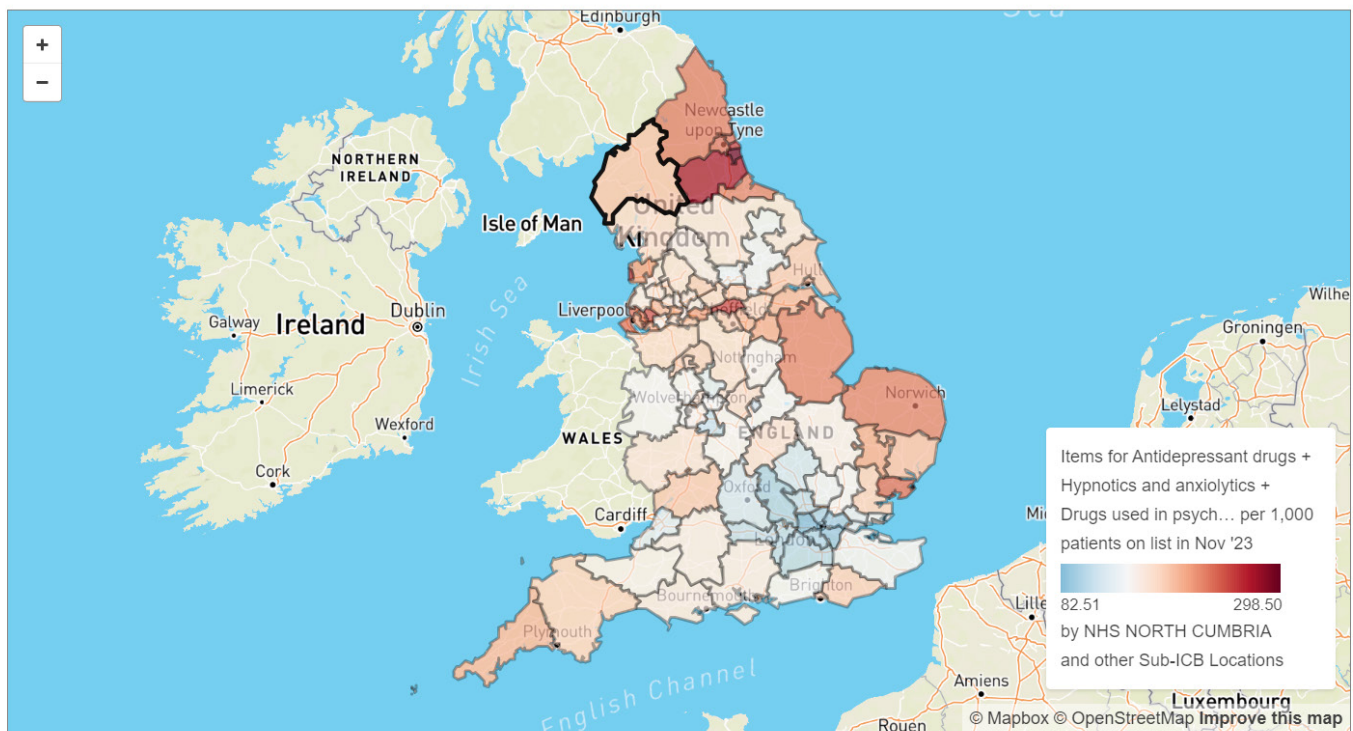 Sea
Edinburgh
+
−
Newcastle
upon Tyne
NORTHERN
IRELAND
Isle of Man
United
Kingdom
Irish Sea
Hull
Dublin
Liverpool
Sheffield
Galway
Ireland
Groningen
Nottingham
Limerick
Norwich
Wolverhampton
Lelystad
Wexford
WALES
ENGLAND
Cork
Oxford
Cardiff
London
Items for Antidepressant drugs +
Hypnotics and anxiolytics +
Drugs used in psych… per 1,000
patients on list in Nov '23
82.51
298.50
by NHS NORTH CUMBRIA
and other Sub-ICB Locations
Brighton
Bournemouth
Lille
Plymouth
English Channel
Amiens
Luxembourg
Rouen
© Mapbox © OpenStreetMap Improve this map